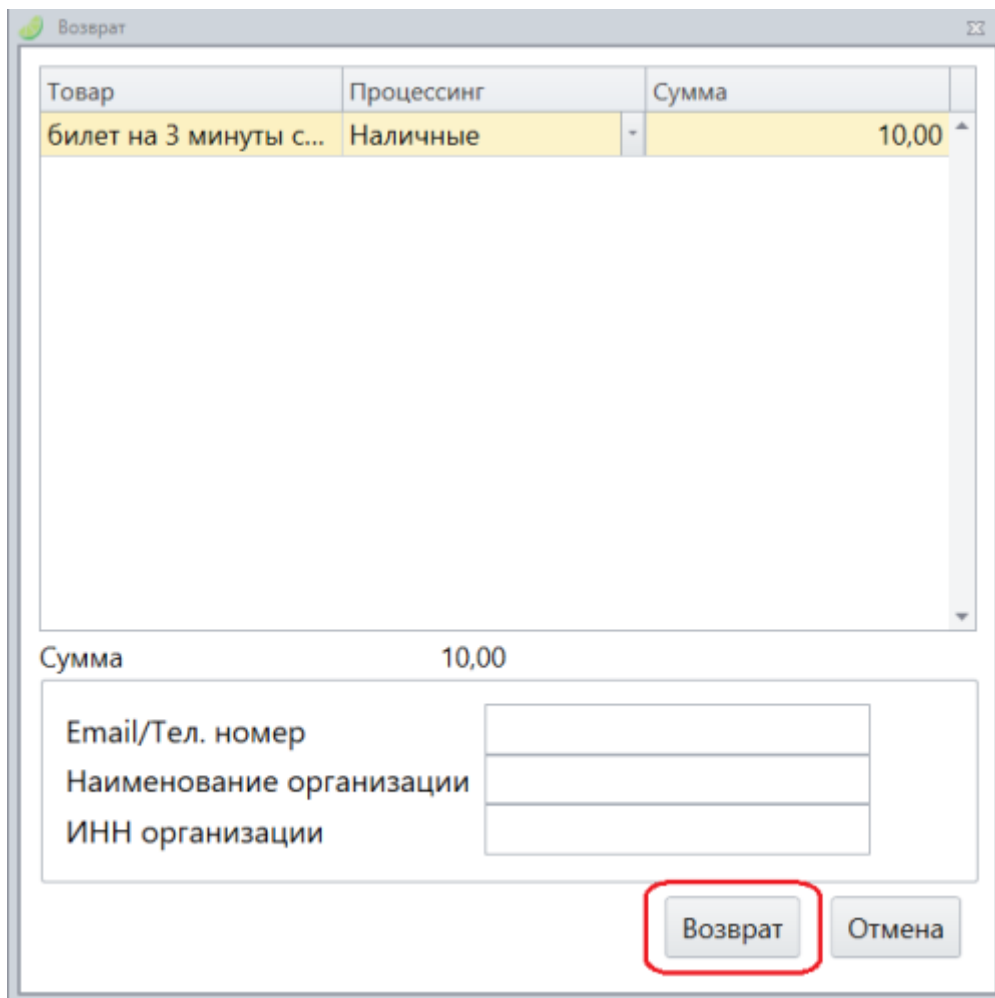 Возврат
Товар Процессинг Сумма
билет на 3 минуты с... Наличные 10,00
Сумма 10,00
Email/Тел. номер
Наименование организации
ИНН организации
Возврат Отмена